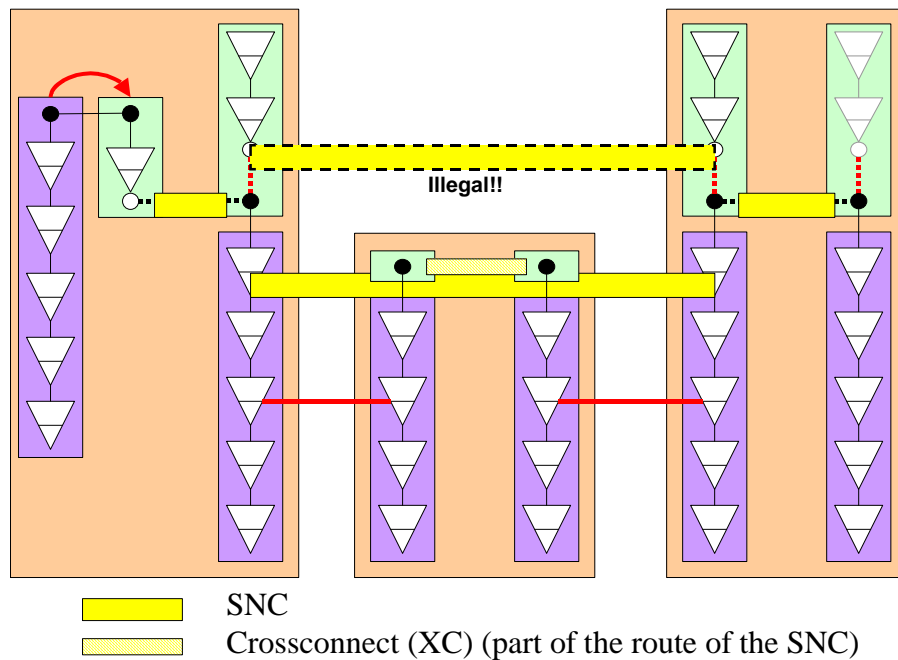 Illegal!!
SNC
Crossconnect (XC) (part of the route of the SNC)